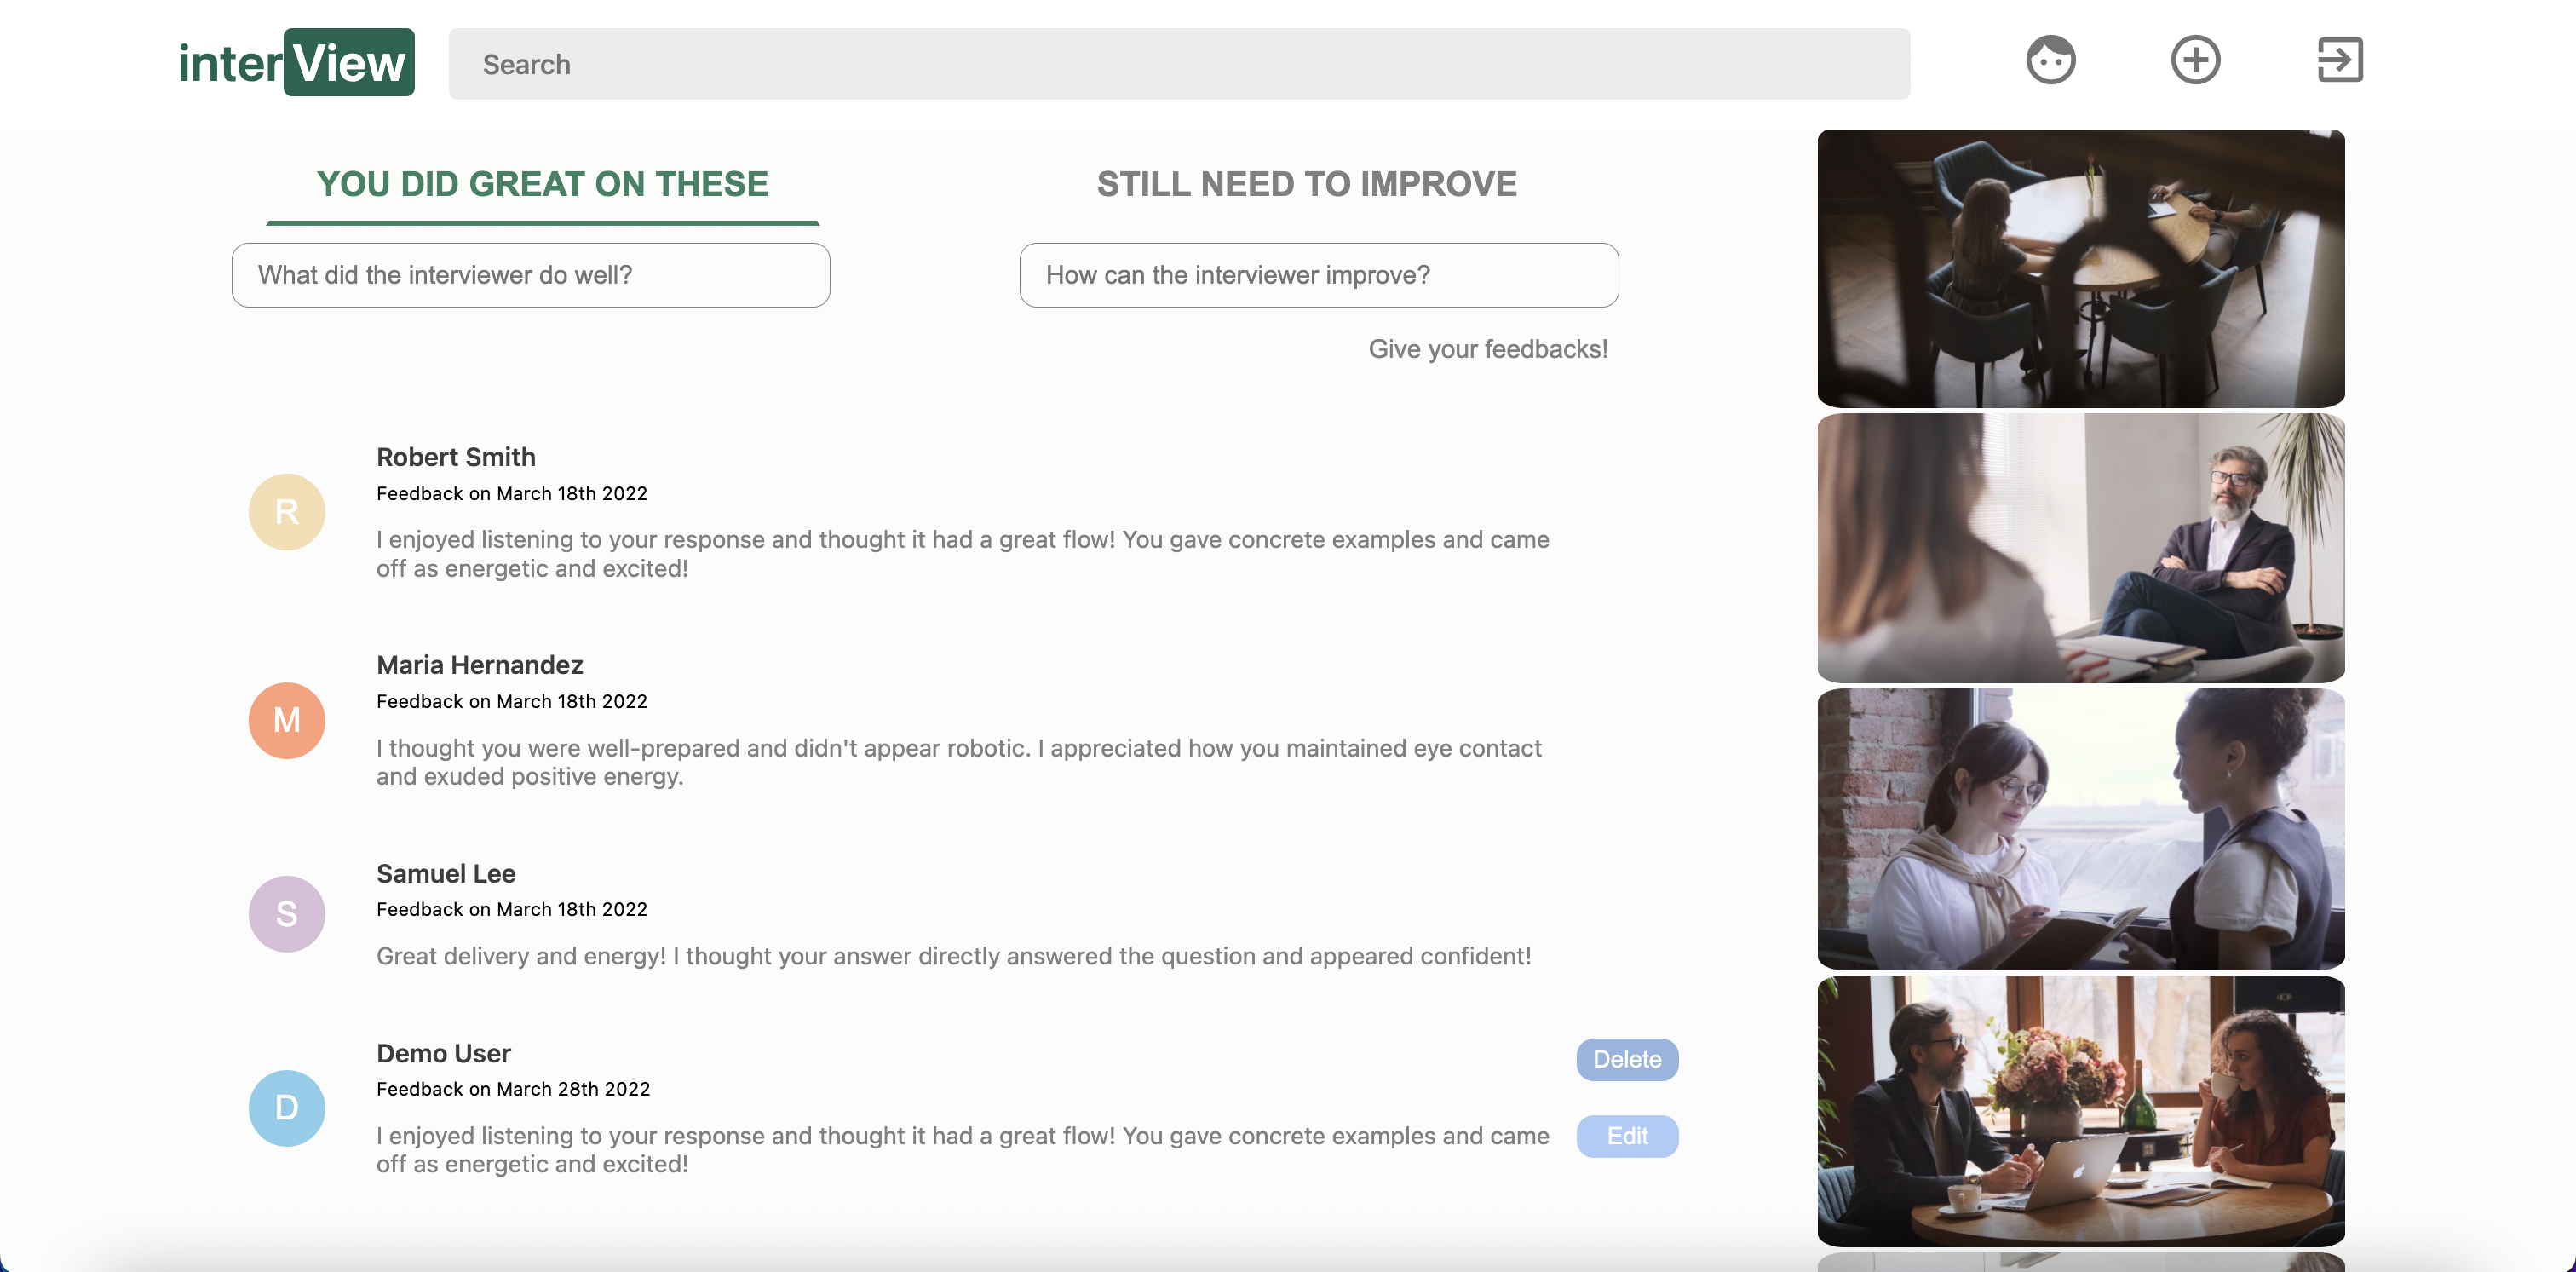 interView
Search
YOU DID GREAT ON THESE
STILL NEED TO IMPROVE
What did the interviewer do well?
How can the interviewer improve?
Give your feedbacks!
R
Robert Smith
Feedback on March 18th 2022
I enjoyed listening to your response and thought it had a great flow! You gave concrete examples and came
off as energetic and excited!
M
Maria Hernandez
Feedback on March 18th 2022
I thought you were well-prepared and didn't appear robotic. I appreciated how you maintained eye contact
and exuded positive energy.
S
Samuel Lee
Feedback on March 18th 2022
Great delivery and energy! I thought your answer directly answered the question and appeared confident!
D
Demo User
Feedback on March 28th 2022
I enjoyed listening to your response and thought it had a great flow! You gave concrete examples and came
off as energetic and excited!
Delete
Edit